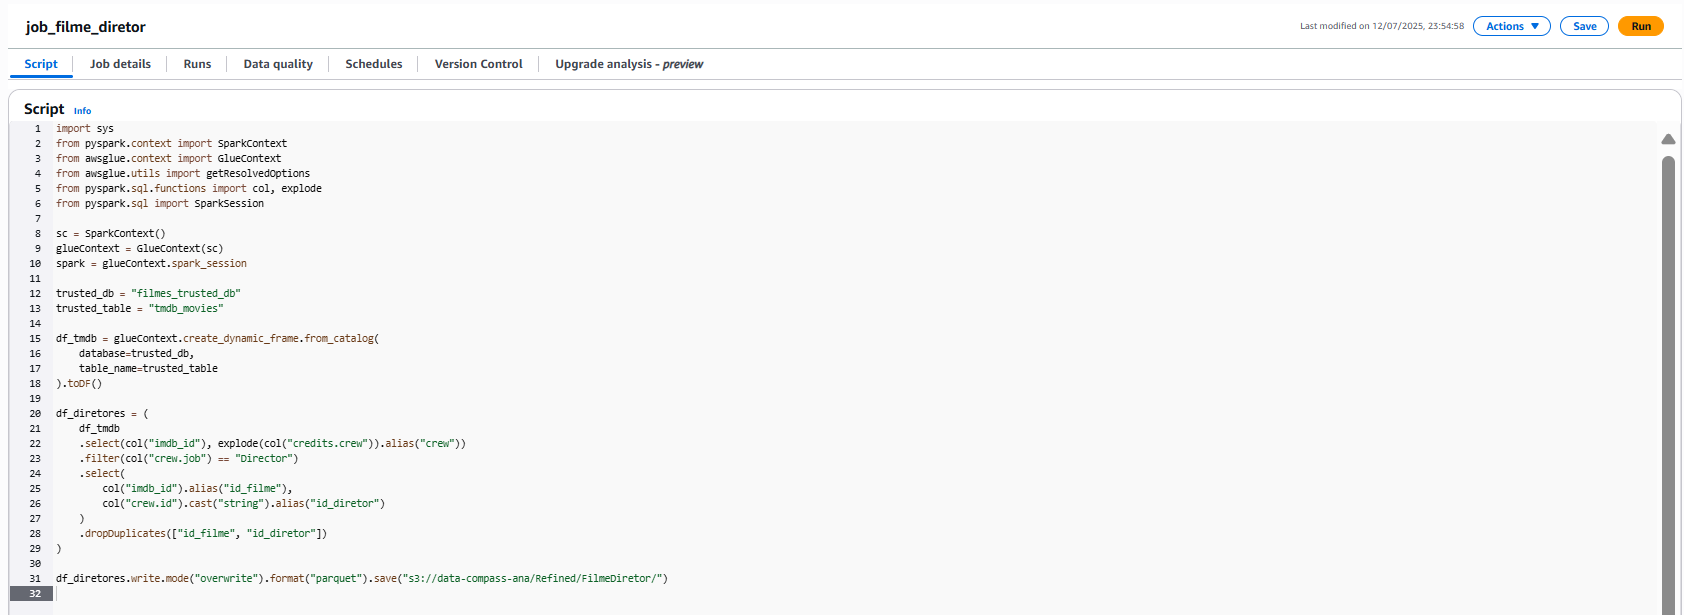 job_filme_diretor
Last modified on 12/07/2025, 23:54:58
Actions
Save
Run
Script
Job details
Runs
Data quality
Schedules
Version Control
Upgrade analysis - preview
Script Info
1 import sys
2 from pyspark.context import SparkContext
3 from awsglue.context import GlueContext
4 from awsglue.utils import getResolvedOptions
5 from pyspark.sql.functions import col, explode
6 from pyspark.sql import SparkSession
7
8 sc = SparkContext()
9 glueContext = GlueContext(sc)
10 spark = glueContext.spark_session
11
12 trusted_db = "filmes_trusted_db"
13 trusted_table = "tmdb_movies"
14
15 df_tmdb = glueContext.create_dynamic_frame.from_catalog(
16     database=trusted_db,
17     table_name=trusted_table
18 ).toDF()
19
20 df_diretores = (
21     df_tmdb
22     .select(col("imdb_id"), explode(col("credits.crew")).alias("crew"))
23     .filter(col("crew.job") == "Director")
24     .select(
25         col("imdb_id").alias("id_filme"),
26         col("crew.id").cast("string").alias("id_diretor")
27     )
28     .dropDuplicates(["id_filme", "id_diretor"])
29 )
30
31 df_diretores.write.mode("overwrite").format("parquet").save("s3://data-compass-ana/Refined/FilmeDiretor/")
32